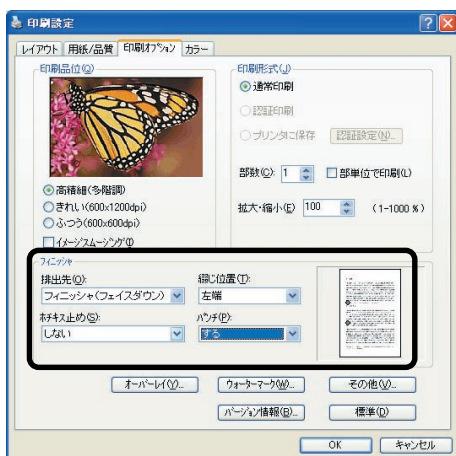 印刷設定
レイアウト 用紙/品質 印刷オプション カラー
印刷品位(Q)
高精細(多階調)
きれい(600x1200dpi)
ふつう(600x600dpi)
イメージスムージング(I)
印刷形式(J)
通常印刷
認証印刷
プリンタに保存 認証設定(N)...
部数(C): 1 部単位で印刷(L)
拡大・縮小(E) 100 (1-1000 %)
フィニッシャ
排出先(O): 綴じ位置(T):
フィニッシャ(フェイスダウン) 左端
ホチキス止め(S): パンチ(P):
しない する
オーバーレイ(Y)... ウォーターマーク(W)... その他(V)...
バージョン情報(B)... 標準(D)
OK キャンセル